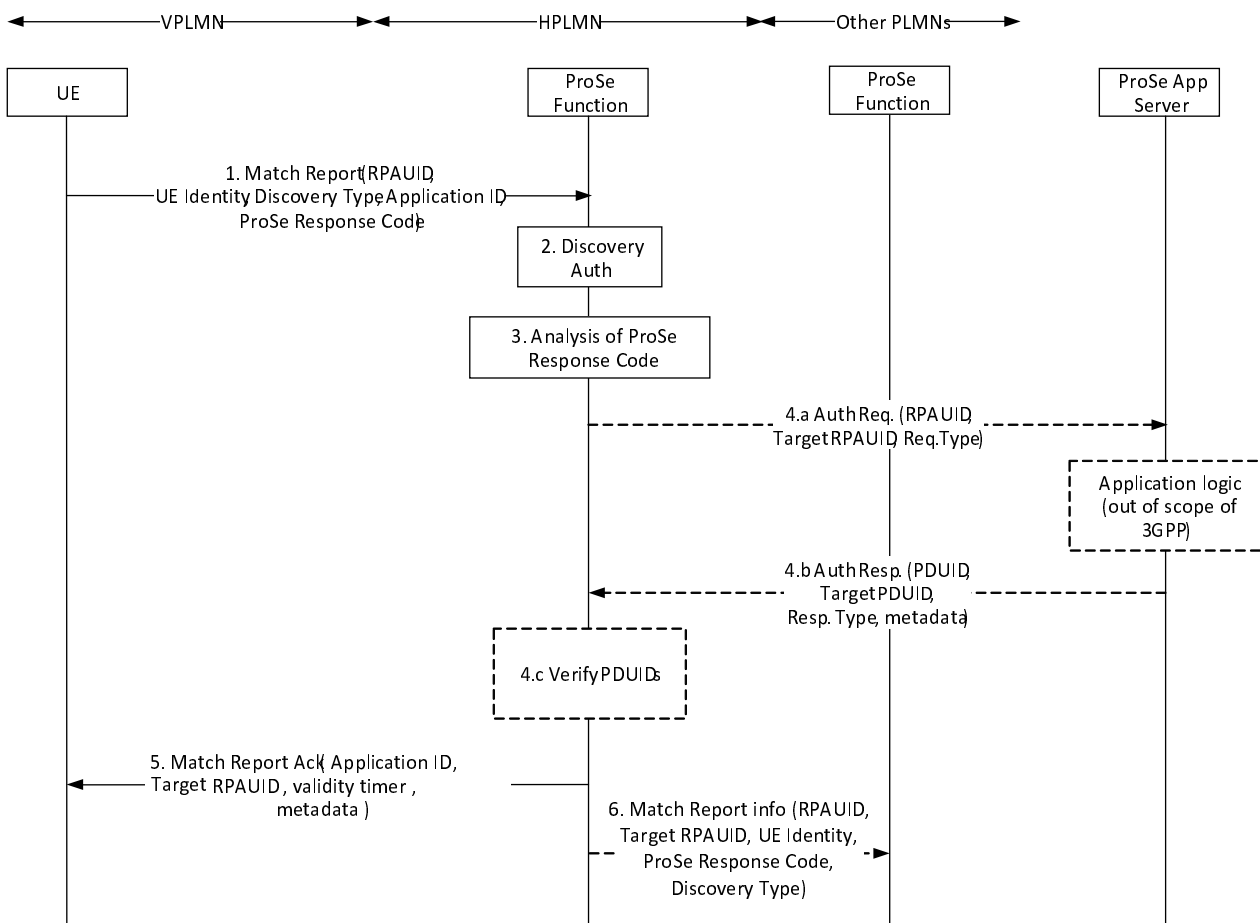 VPLMN HPLMN Other PLMNs
UE
ProSe
Function
ProSe
Function
ProSe App
Server
1. Match Report(RPAUID,
UE Identity, Discovery Type, Application ID,
ProSe Response Code)
2. Discovery
Auth
3. Analysis of ProSe
Response Code
4.a Auth Req. (RPAUID,
Target RPAUID, Req.Type)
Application logic
(out of scope of
3GPP)
4.b Auth Resp. (PDUID,
Target PDUID,
Resp. Type, metadata)
4.c Verify PDUIDs
5. Match Report Ack( Application ID,
Target RPAUID, validity timer ,
metadata )
6. Match Report info (RPAUID,
Target RPAUID, UE Identity,
ProSe Response Code,
Discovery Type)